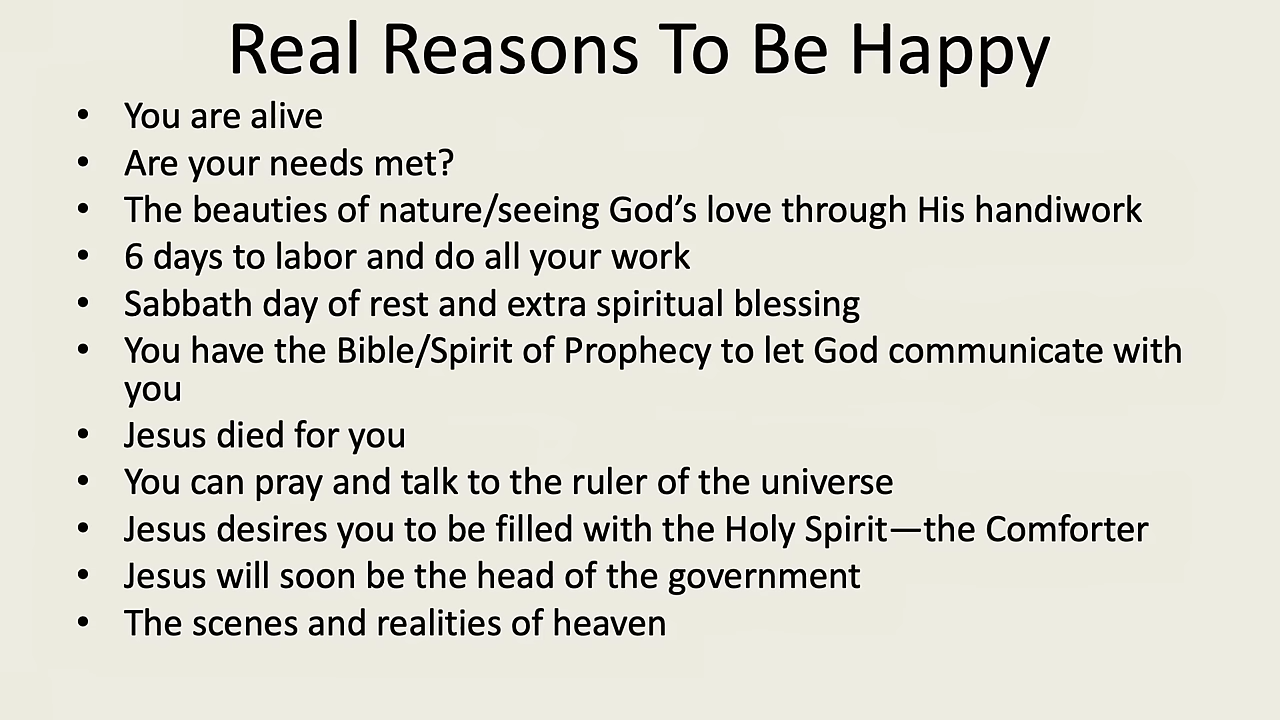 Real Reasons To Be Happy
• You are alive
• Are your needs met?
• The beauties of nature/seeing God’s love through His handiwork
• 6 days to labor and do all your work
• Sabbath day of rest and extra spiritual blessing
• You have the Bible/Spirit of Prophecy to let God communicate with
you
• Jesus died for you
• You can pray and talk to the ruler of the universe
• Jesus desires you to be filled with the Holy Spirit—the Comforter
• Jesus will soon be the head of the government
• The scenes and realities of heaven